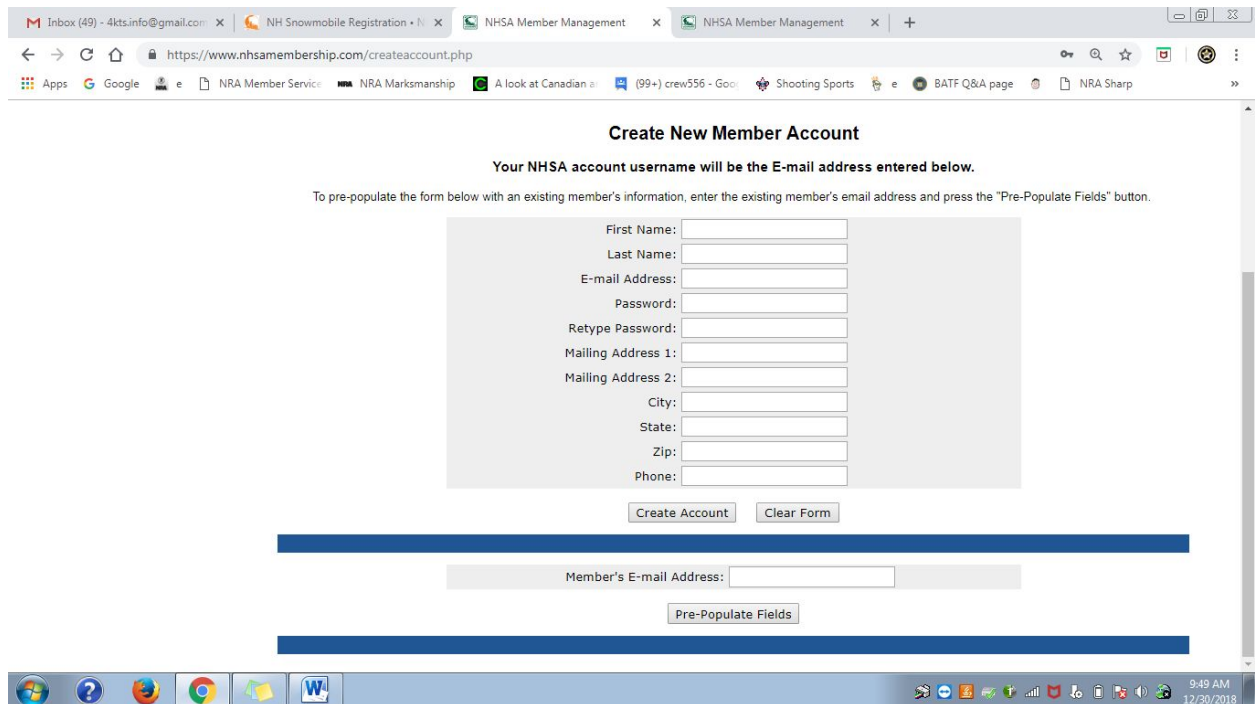 Inbox (49) - 4kts.info@gmail.com
NH Snowmobile Registration • N
NHSA Member Management
NHSA Member Management
https://www.nhsamembership.com/createaccount.php
Apps
Google
e
NRA Member Service
NRA Marksmanship
A look at Canadian a
(99+) crew556 - Goo
Shooting Sports
e
BATF Q&A page
NRA Sharp
»
Create New Member Account
Your NHSA account username will be the E-mail address entered below.
To pre-populate the form below with an existing member's information, enter the existing member's email address and press the "Pre-Populate Fields" button.
First Name:
Last Name:
E-mail Address:
Password:
Retype Password:
Mailing Address 1:
Mailing Address 2:
City:
State:
Zip:
Phone:
Create Account Clear Form
Member's E-mail Address:
Pre-Populate Fields
9:49 AM
12/30/2018